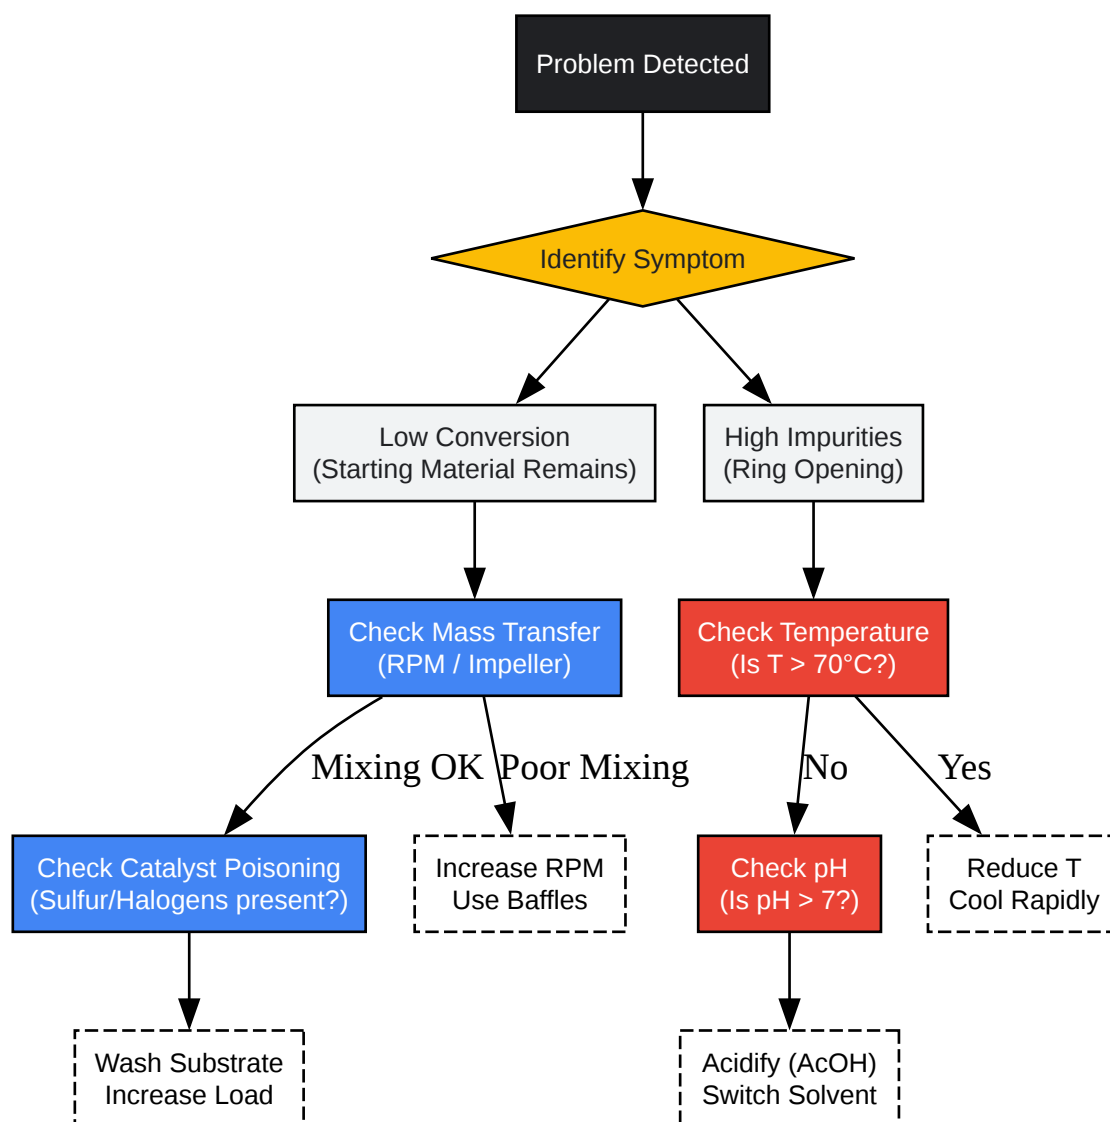 Problem Detected
Identify Symptom
Low Conversion
(Starting Material Remains)
High Impurities
(Ring Opening)
Check Mass Transfer
(RPM / Impeller)
Check Temperature
(Is T > 70°C?)
Mixing OK
Poor Mixing
No
Yes
Check Catalyst Poisoning
(Sulfur/Halogens present?)
Increase RPM
Use Baffles
Check pH
(Is pH > 7?)
Reduce T
Cool Rapidly
Wash Substrate
Increase Load
Acidify (AcOH)
Switch Solvent